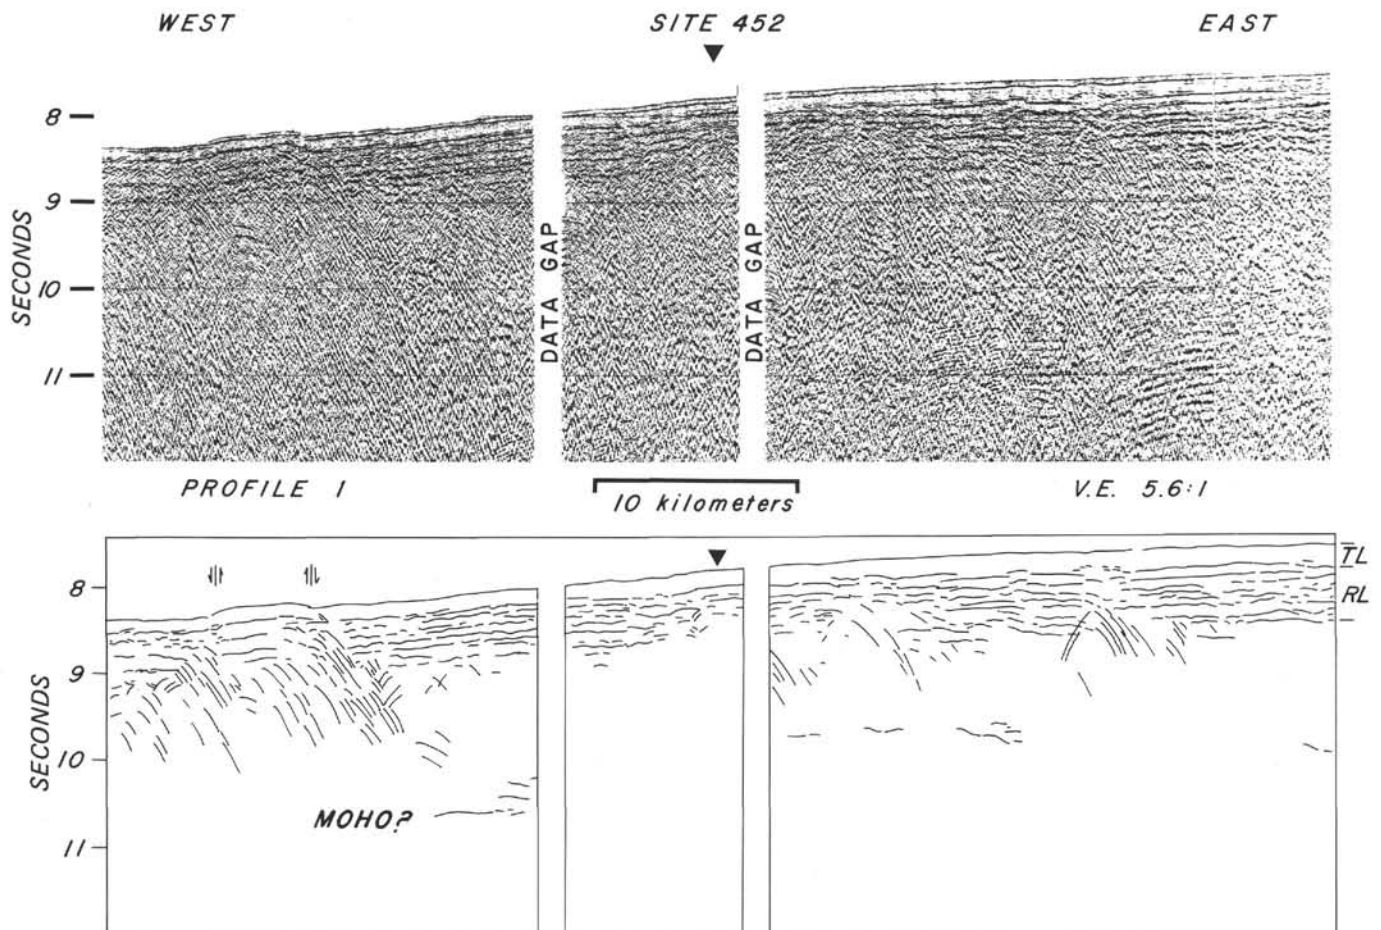 WEST SITE 452 EAST
8
9
10
11
SECONDS
DATA GAP
DATA GAP
PROFILE 1 10 kilometers V.E. 5.6:1
8
9
10
11
SECONDS
MOHO?
TL
RL